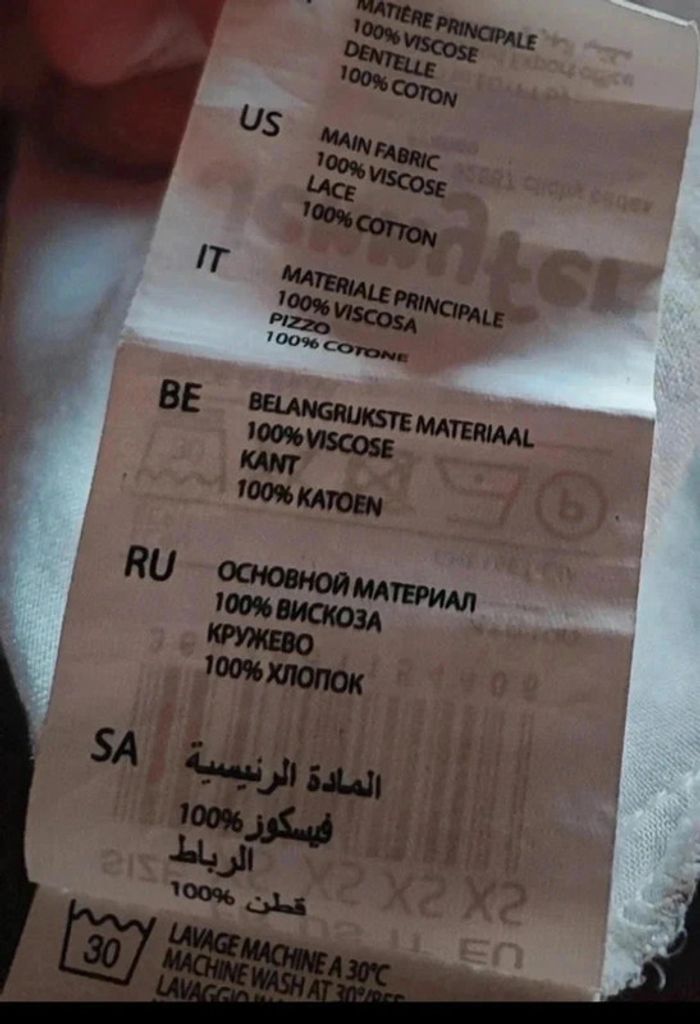 MATIÈRE PRINCIPALE
100% VISCOSE
DENTELLE
100% COTON
US
MAIN FABRIC
100% VISCOSE
LACE
100% COTTON
IT
MATERIALE PRINCIPALE
100% VISCOSA
PIZZO
100% COTONE
BE
BELANGRIJKSTE MATERIAAL
100% VISCOSE
KANT
100% KATOEN
RU
ОСНОВНОЙ МАТЕРИАЛ
100% ВИСКОЗА
КРУЖЕВО
100% ХЛОПОК
SA
المادة الرئيسية
فيسكوز 100%
الرباط
قطن 100%
30
LAVAGE MACHINE A 30°C
MACHINE WASH AT 30°/86F
LAVAGGIO